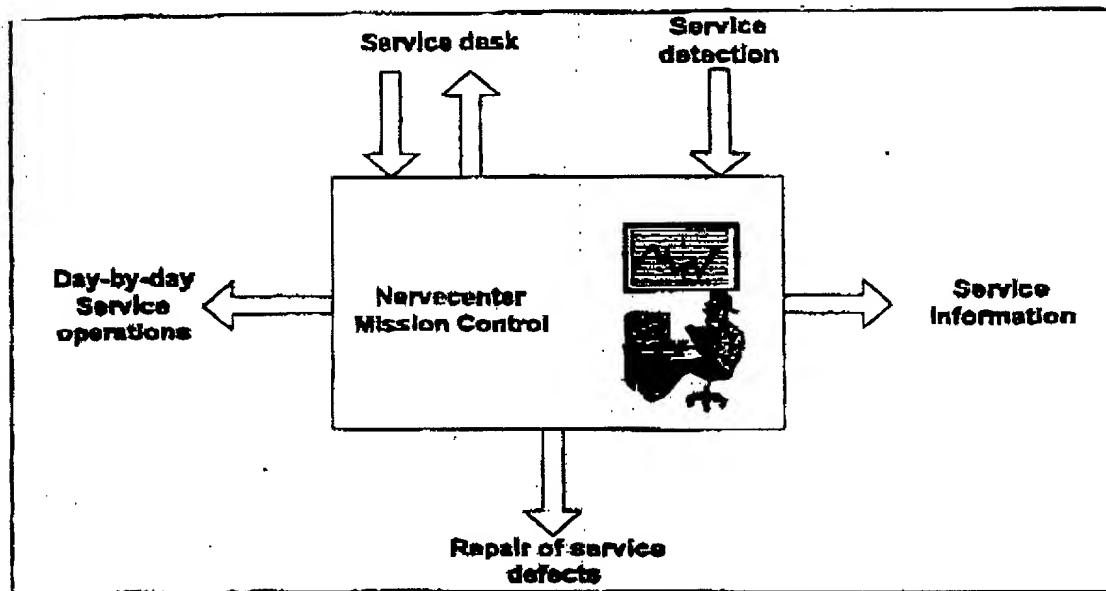 Service desk
Service
detection
Day-by-day
Service
operations
Nervecenter
Mission Control
Service
information
Repair of service
defects